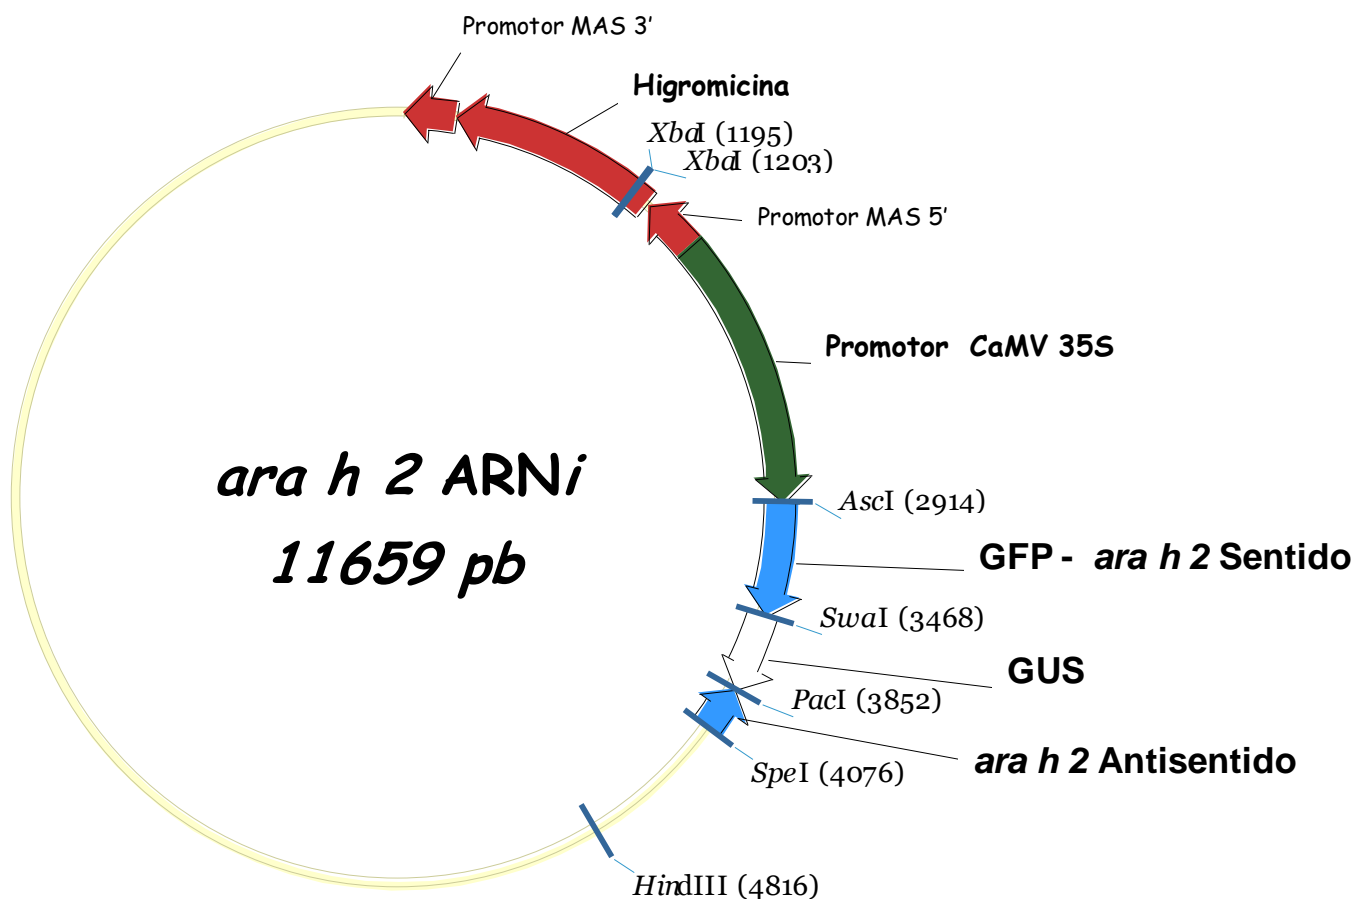 Promotor MAS 3’
Higromicina
XbaI (1195)
XbaI (1203)
Promotor MAS 5’
Promotor CaMV 35S
ara h 2 ARNi
11659 pb
AscI (2914)
GFP - ara h 2 Sentido
SwaI (3468)
GUS
PacI (3852)
ara h 2 Antisentido
SpeI (4076)
HindIII (4816)